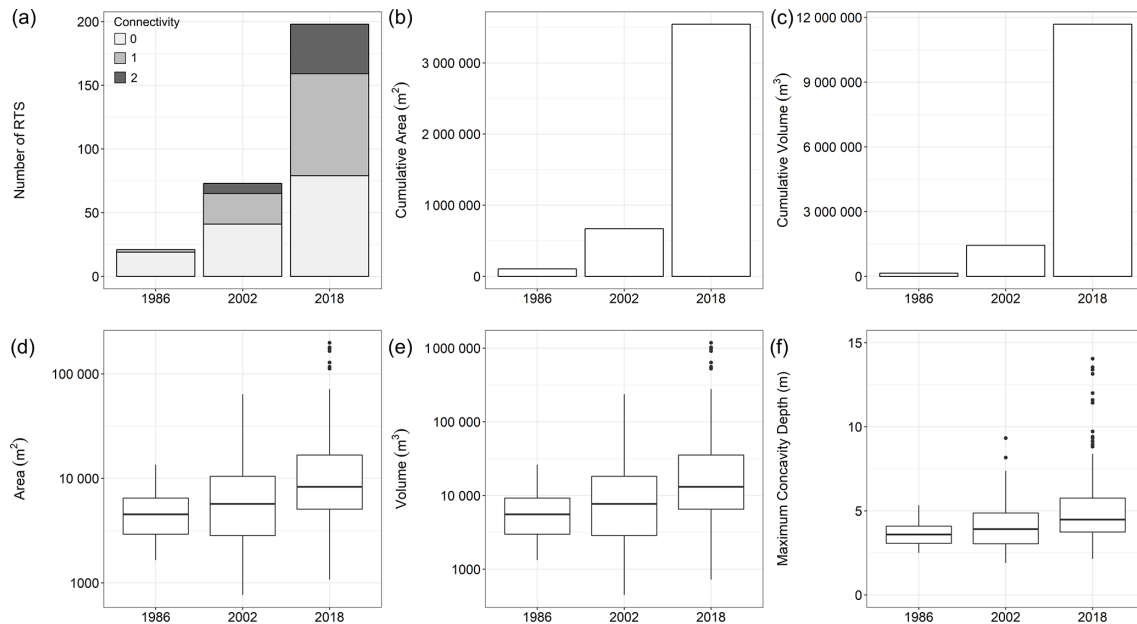 (a)
Number of RTS
200
150
100
50
0
Connectivity
0
1
2
1986 2002 2018
(b)
Cumulative Area (m²)
3 000 000
2 000 000
1 000 000
0
1986 2002 2018
(c)
Cumulative Volume (m³)
12 000 000
9 000 000
6 000 000
3 000 000
0
1986 2002 2018
(d)
Area (m²)
100 000
10 000
1000
1986 2002 2018
(e)
Volume (m³)
1 000 000
100 000
10 000
1000
1986 2002 2018
(f)
Maximum Concavity Depth (m)
15
10
5
0
1986 2002 2018